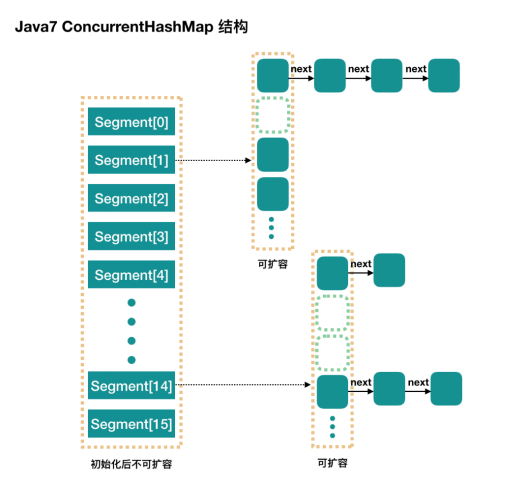 Java7 ConcurrentHashMap 结构
next next next
Segment[0]
Segment[1]
Segment[2]
Segment[3]
Segment[4]
可扩容
next
Segment[14]
next next
Segment[15]
初始化后不可扩容
可扩容